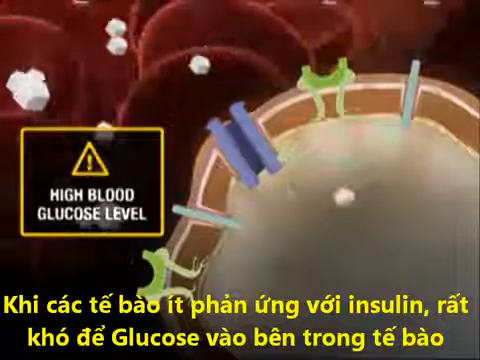 HIGH BLOOD
GLUCOSE LEVEL
Khi các tế bào ít phản ứng với insulin, rất
khó để Glucose vào bên trong tế bào